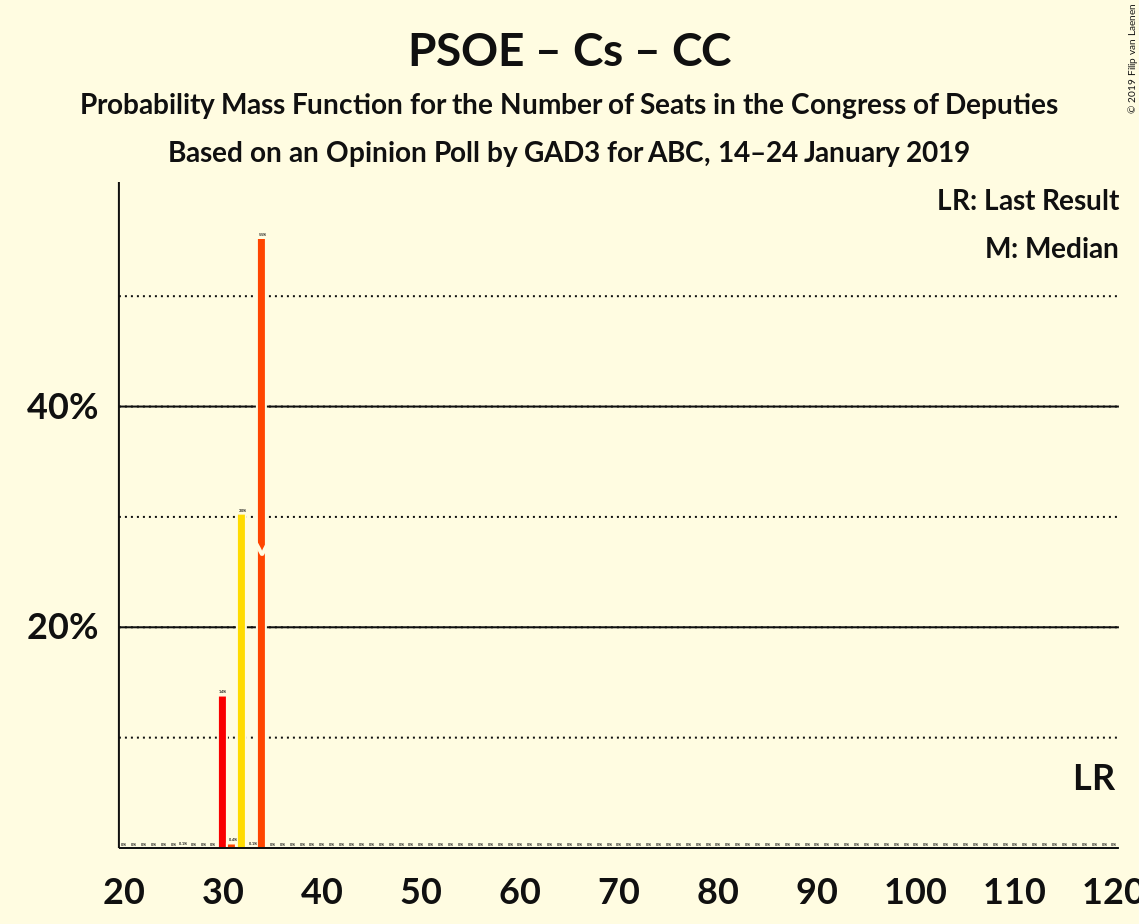 PSOE – Cs – CC
Probability Mass Function for the Number of Seats in the Congress of Deputies
Based on an Opinion Poll by GAD3 for ABC, 14–24 January 2019
© 2019 Filip van Laenen
LR: Last Result
M: Median
40%
20%
M
LR
20 30 40 50 60 70 80 90 100 110 120